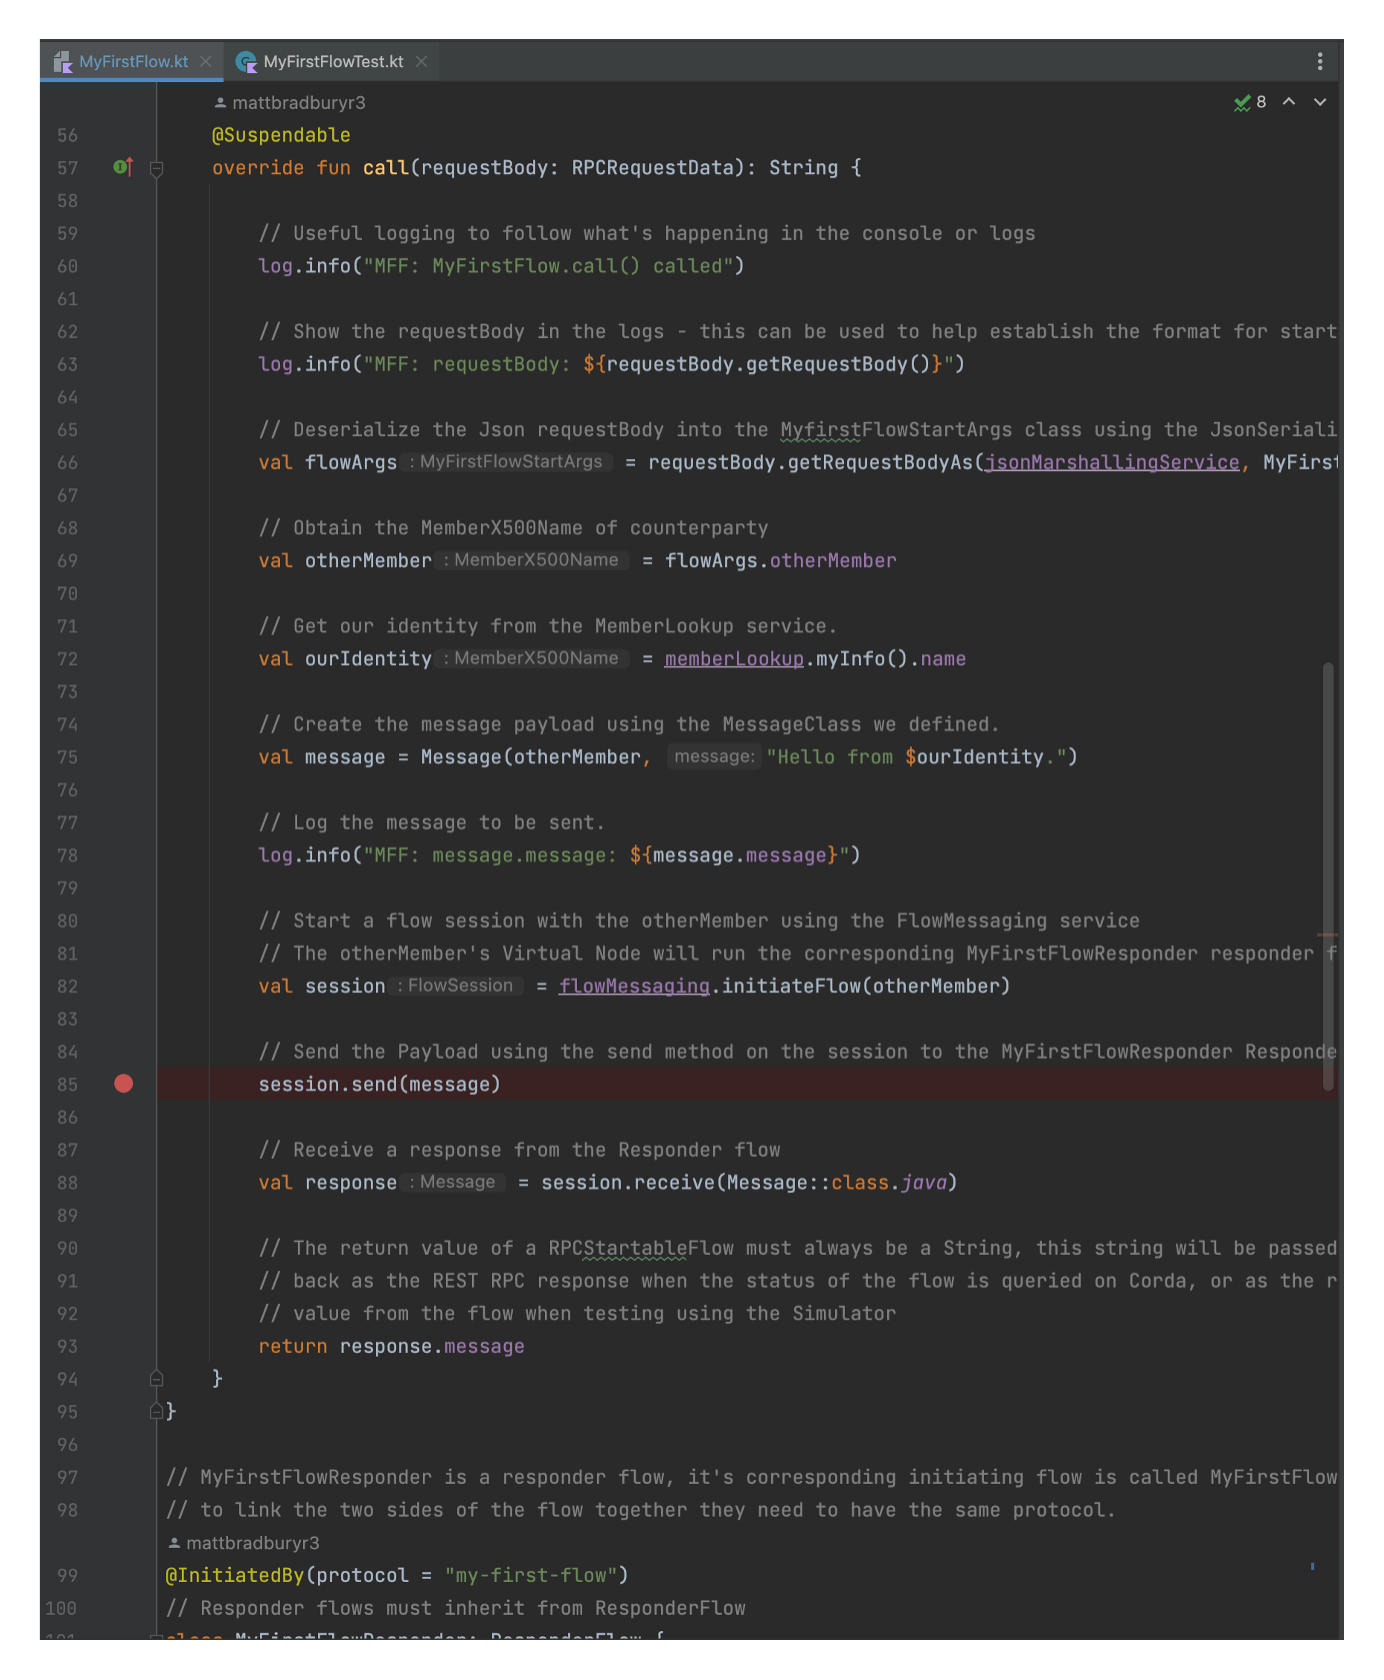 MyFirstFlow.kt MyFirstFlowTest.kt
mattbradburyr3 8
56 @Suspendable
57 override fun call(requestBody: RPCRequestData): String {
58
59 // Useful logging to follow what's happening in the console or logs
60 log.info("MFF: MyFirstFlow.call() called")
61
62 // Show the requestBody in the logs - this can be used to help establish the format for start
63 log.info("MFF: requestBody: ${requestBody.getRequestBody()}")
64
65 // Deserialize the Json requestBody into the MyfirstFlowStartArgs class using the JsonSeriali
66 val flowArgs : MyFirstFlowStartArgs = requestBody.getRequestBodyAs(jsonMarshallingService, MyFirst
67
68 // Obtain the MemberX500Name of counterparty
69 val otherMember : MemberX500Name = flowArgs.otherMember
70
71 // Get our identity from the MemberLookup service.
72 val ourIdentity : MemberX500Name = memberLookup.myInfo().name
73
74 // Create the message payload using the MessageClass we defined.
75 val message = Message(otherMember, message: "Hello from $ourIdentity.")
76
77 // Log the message to be sent.
78 log.info("MFF: message.message: ${message.message}")
79
80 // Start a flow session with the otherMember using the FlowMessaging service
81 // The otherMember's Virtual Node will run the corresponding MyFirstFlowResponder responder f
82 val session : FlowSession = flowMessaging.initiateFlow(otherMember)
83
84 // Send the Payload using the send method on the session to the MyFirstFlowResponder Responde
85 session.send(message)
86
87 // Receive a response from the Responder flow
88 val response : Message = session.receive(Message::class.java)
89
90 // The return value of a RPCStartableFlow must always be a String, this string will be passed
91 // back as the REST RPC response when the status of the flow is queried on Corda, or as the r
92 // value from the flow when testing using the Simulator
93 return response.message
94 }
95 }
96
97 // MyFirstFlowResponder is a responder flow, it's corresponding initiating flow is called MyFirstFlow
98 // to link the two sides of the flow together they need to have the same protocol.
mattbradburyr3
99 @InitiatedBy(protocol = "my-first-flow")
100 // Responder flows must inherit from ResponderFlow
101 class MyFirstFlowResponder: ResponderFlow {